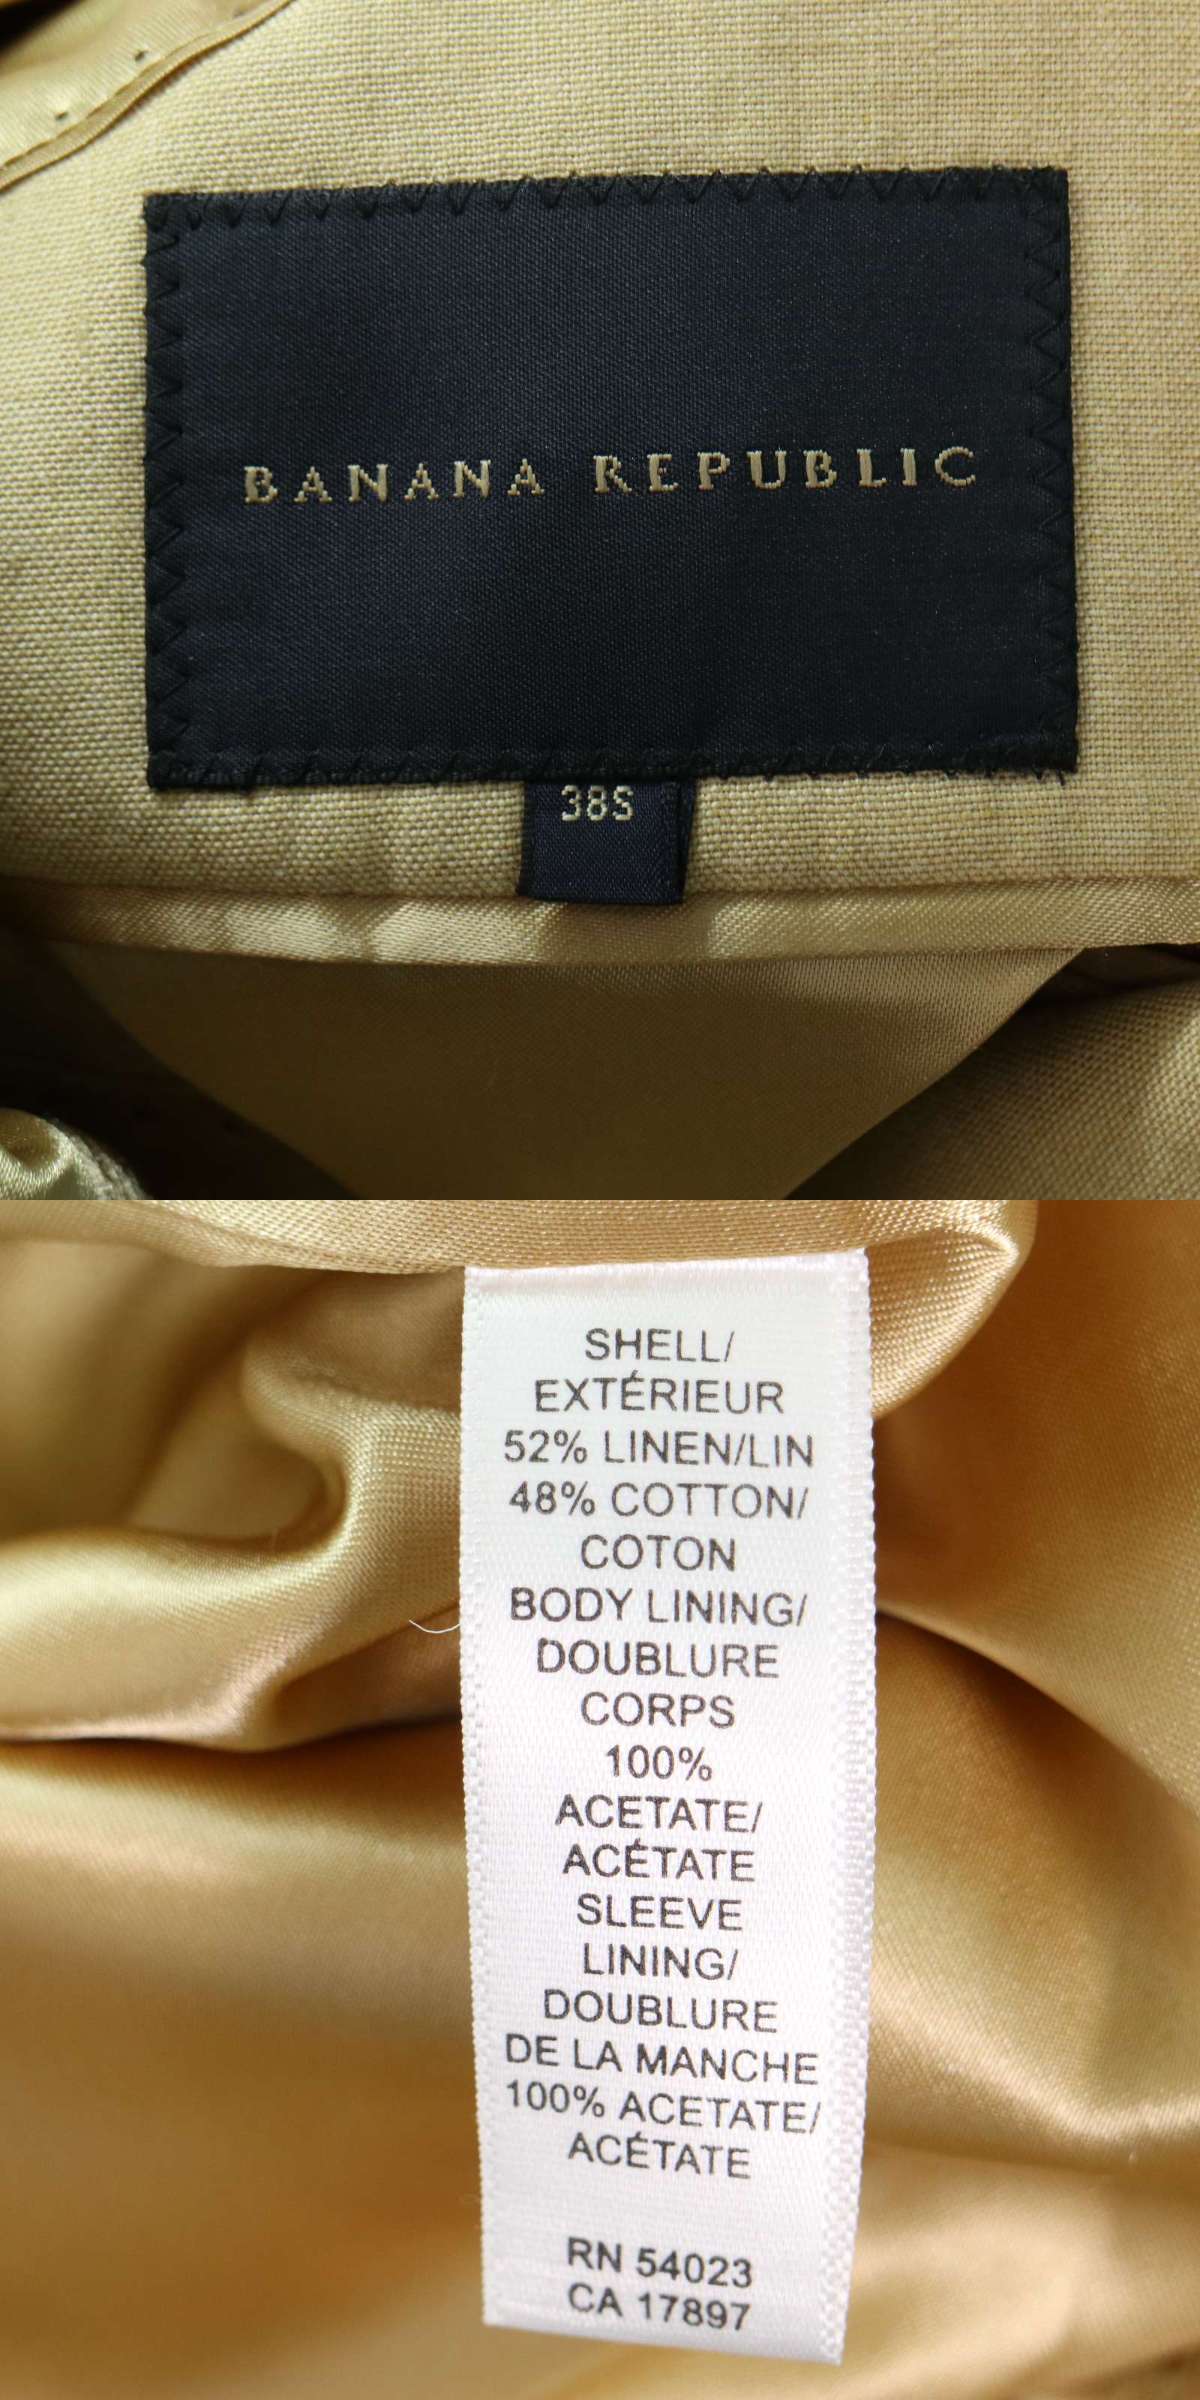 BANANA REPUBLIC
38S
SHELL/
EXTÉRIEUR
52% LINEN/LIN
48% COTTON/
COTON
BODY LINING/
DOUBLURE
CORPS
100%
ACETATE/
ACÉTATE
SLEEVE
LINING/
DOUBLURE
DE LA MANCHE
100% ACETATE/
ACÉTATE
RN 54023
CA 17897